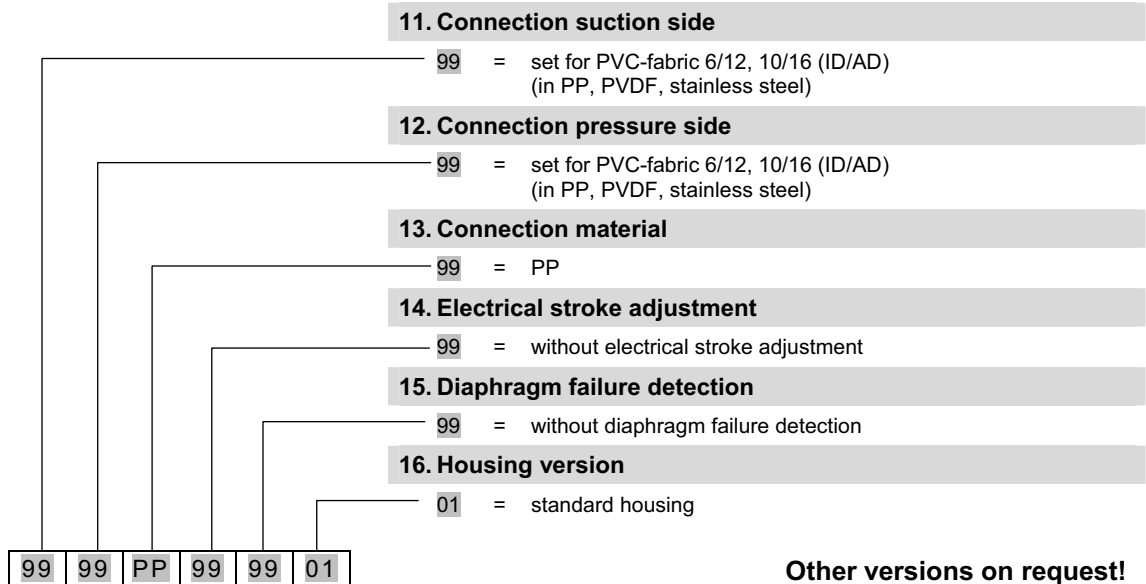 11. Connection suction side
99 = set for PVC-fabric 6/12, 10/16 (ID/AD)
(in PP, PVDF, stainless steel)
12. Connection pressure side
99 = set for PVC-fabric 6/12, 10/16 (ID/AD)
(in PP, PVDF, stainless steel)
13. Connection material
99 = PP
14. Electrical stroke adjustment
99 = without electrical stroke adjustment
15. Diaphragm failure detection
99 = without diaphragm failure detection
16. Housing version
01 = standard housing
99 99 PP 99 99 01
Other versions on request!